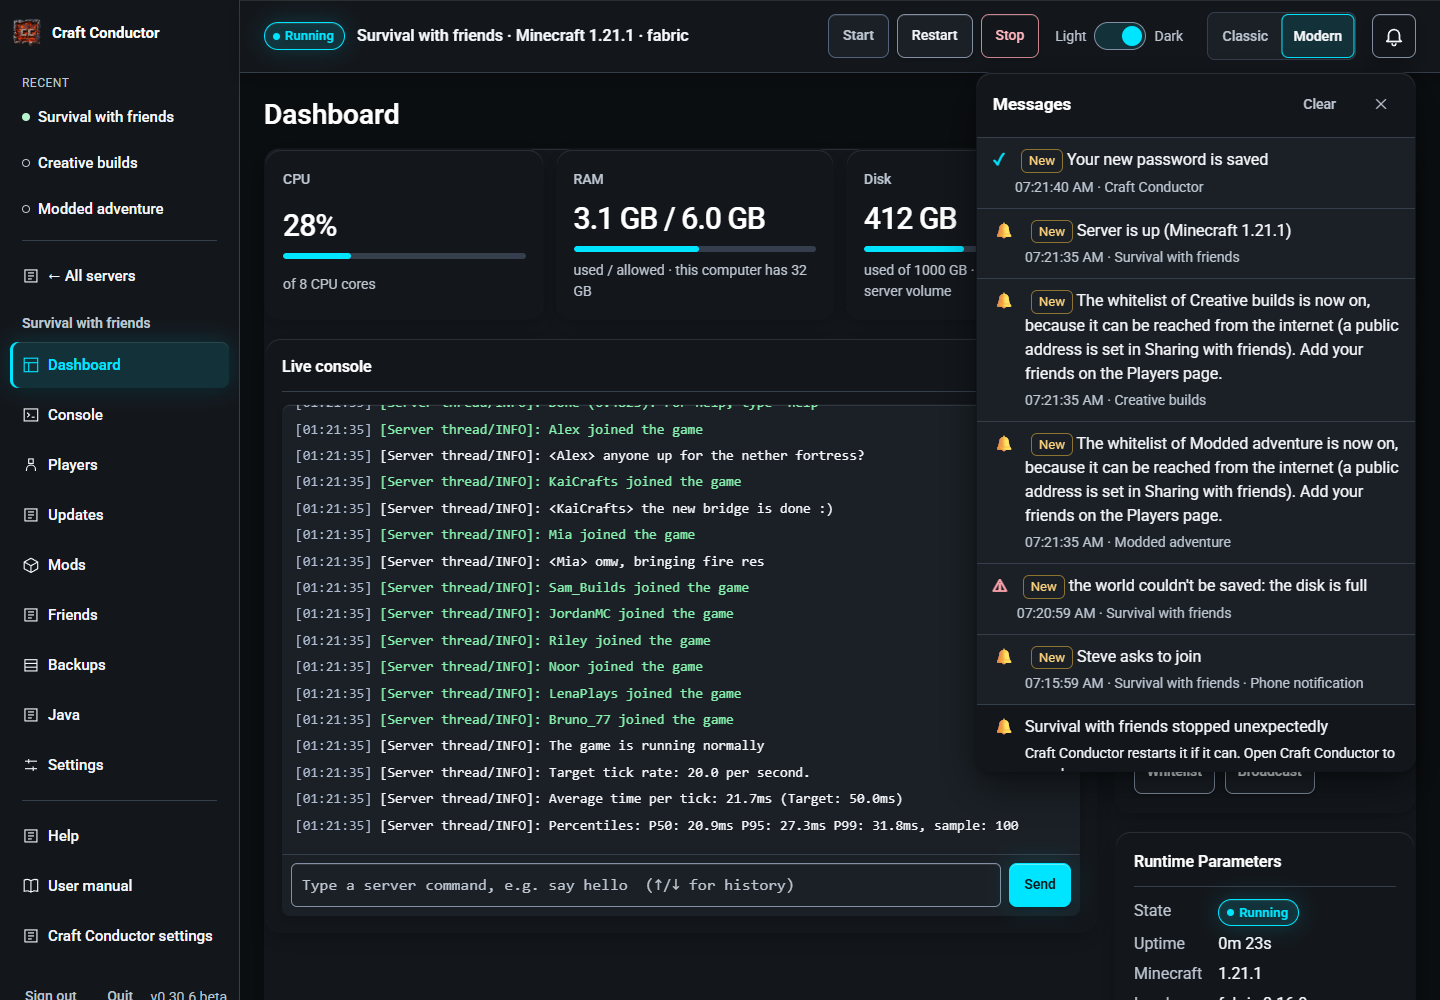 Craft Conductor
RECENT
Survival with friends
Creative builds
Modded adventure
← All servers
Survival with friends
Dashboard
Console
Players
Updates
Mods
Friends
Backups
Java
Settings
Help
User manual
Craft Conductor settings
Sign out Quit v0.30.6 beta
Running Survival with friends · Minecraft 1.21.1 · fabric
Start Restart Stop Light Dark Classic Modern
Dashboard
CPU
28%
of 8 CPU cores
RAM
3.1 GB / 6.0 GB
used / allowed · this computer has 32
GB
Disk
412 GB
used of 1000 GB ·
server volume
Live console
[01:21:35] [Server thread/INFO]: Alex joined the game
[01:21:35] [Server thread/INFO]: <Alex> anyone up for the nether fortress?
[01:21:35] [Server thread/INFO]: KaiCrafts joined the game
[01:21:35] [Server thread/INFO]: <KaiCrafts> the new bridge is done :)
[01:21:35] [Server thread/INFO]: Mia joined the game
[01:21:35] [Server thread/INFO]: <Mia> omw, bringing fire res
[01:21:35] [Server thread/INFO]: Sam_Builds joined the game
[01:21:35] [Server thread/INFO]: JordanMC joined the game
[01:21:35] [Server thread/INFO]: Riley joined the game
[01:21:35] [Server thread/INFO]: Noor joined the game
[01:21:35] [Server thread/INFO]: LenaPlays joined the game
[01:21:35] [Server thread/INFO]: Bruno_77 joined the game
[01:21:35] [Server thread/INFO]: The game is running normally
[01:21:35] [Server thread/INFO]: Target tick rate: 20.0 per second.
[01:21:35] [Server thread/INFO]: Average time per tick: 21.7ms (Target: 50.0ms)
[01:21:35] [Server thread/INFO]: Percentiles: P50: 20.9ms P95: 27.3ms P99: 31.8ms, sample: 100
Type a server command, e.g. say hello (↑/↓ for history)
Send
Messages Clear
New Your new password is saved
07:21:40 AM · Craft Conductor
New Server is up (Minecraft 1.21.1)
07:21:35 AM · Survival with friends
New The whitelist of Creative builds is now on,
because it can be reached from the internet (a public
address is set in Sharing with friends). Add your
friends on the Players page.
07:21:35 AM · Creative builds
New The whitelist of Modded adventure is now on,
because it can be reached from the internet (a public
address is set in Sharing with friends). Add your
friends on the Players page.
07:21:35 AM · Modded adventure
New the world couldn't be saved: the disk is full
07:20:59 AM · Survival with friends
New Steve asks to join
07:15:59 AM · Survival with friends · Phone notification
Survival with friends stopped unexpectedly
Craft Conductor restarts it if it can. Open Craft Conductor to
Whitelist Broadcast
Runtime Parameters
State Running
Uptime 0m 23s
Minecraft 1.21.1